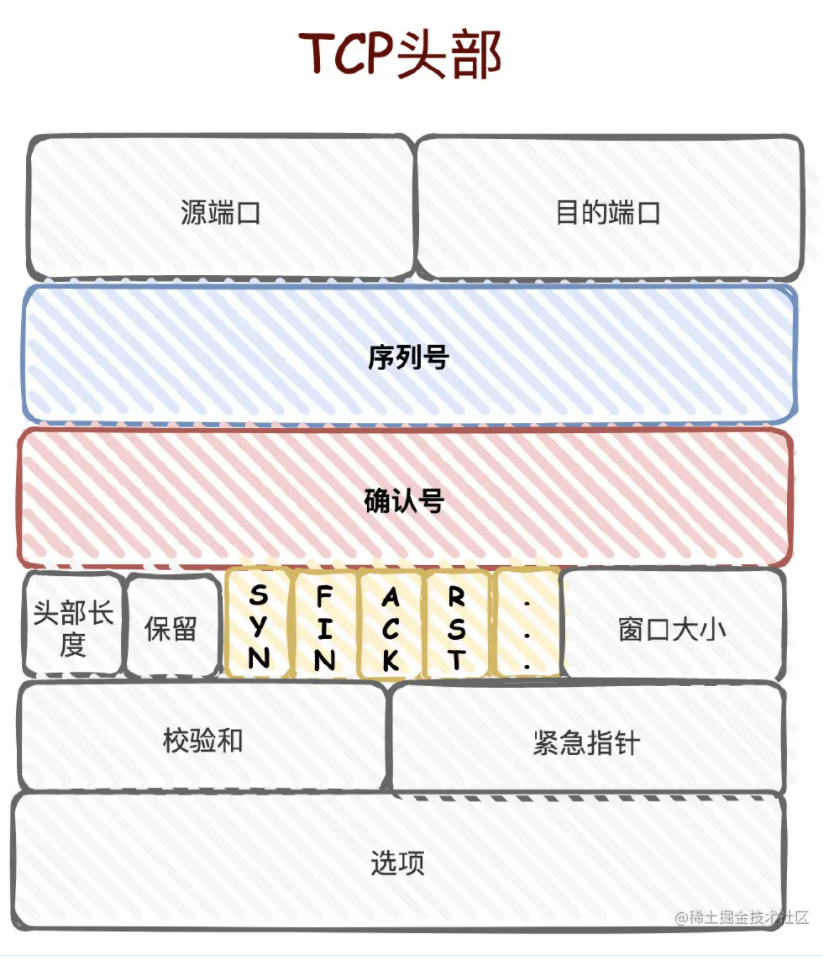 TCP头部
源端口
目的端口
序列号
确认号
头部长
度
保留
SYN
FIN
ACK
RST
...
窗口大小
校验和
紧急指针
选项
@稀土掘金技术社区